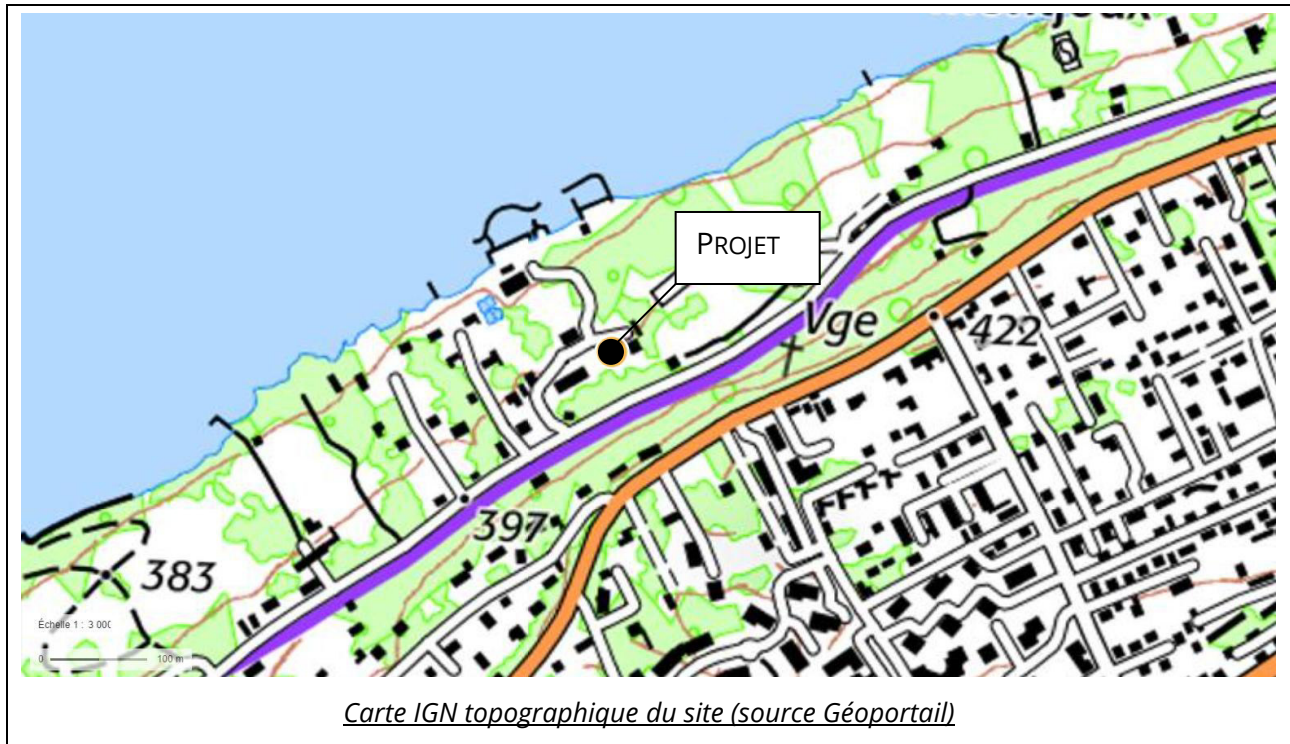 PROJET
Vge
422
397
383
Échelle 1 : 3 000
0 100 m
Carte IGN topographique du site (source Géoportail)